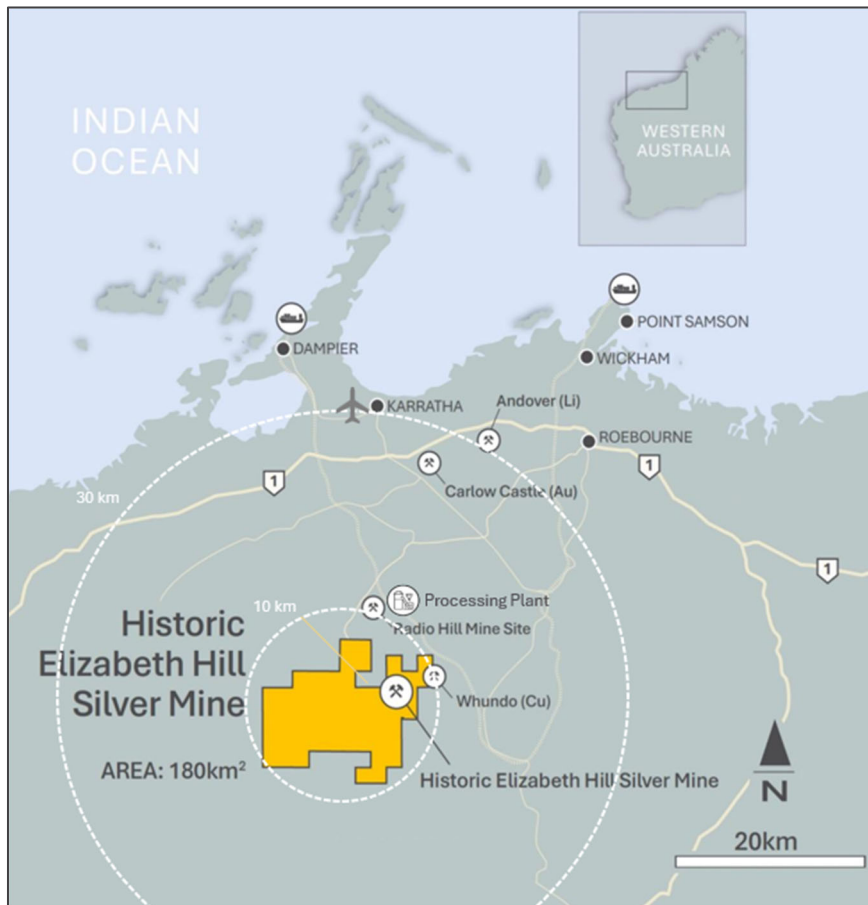 INDIAN
OCEAN
WESTERN
AUSTRALIA
POINT SAMSON
DAMPIER
WICKHAM
Andover (Li)
KARRATHA
ROEBOURNE
1
1
Carlow Castle (Au)
30 km
1
Processing Plant
10 km
Radio Hill Mine Site
Historic
Elizabeth Hill
Silver Mine
Whundo (Cu)
AREA: 180km²
Historic Elizabeth Hill Silver Mine
N
20km